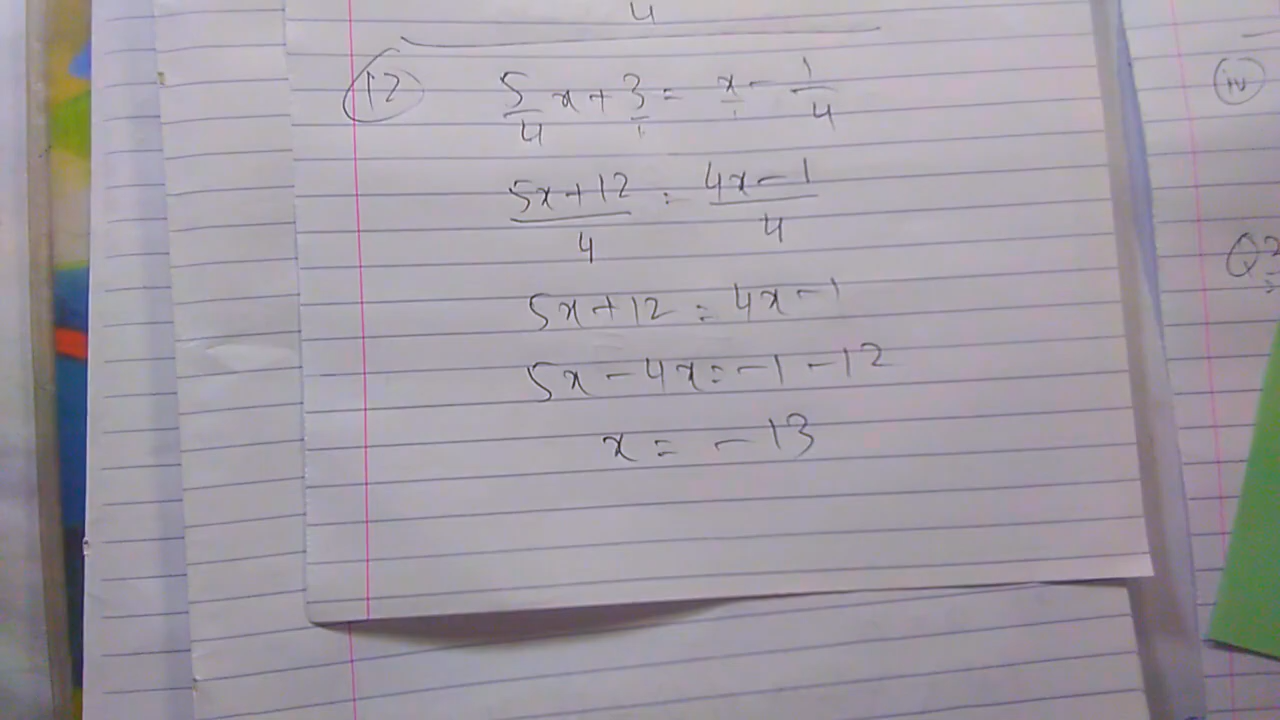 4
(12) 5/4 x + 3/1 = x/1 - 1/4
(5x+12)/4 = (4x-1)/4
5x+12 = 4x-1
5x-4x = -1-12
x = -13
(iv)